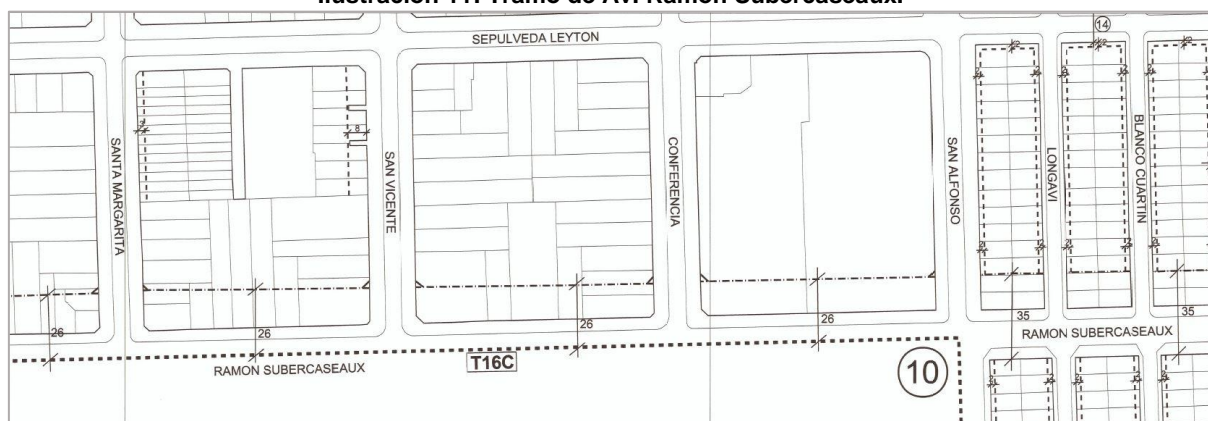 Ilustración 11. Tramo de Av. Ramón Subercaseaux.
SEPULVEDA LEYTON
14
SANTA MARGARITA
SAN VICENTE
CONFERENCIA
SAN ALFONSO
LONGAVI
BLANCO CUARTIN
8
26
26
26
26
35
35
RAMON SUBERCASEAUX
RAMON SUBERCASEAUX
T16C
10